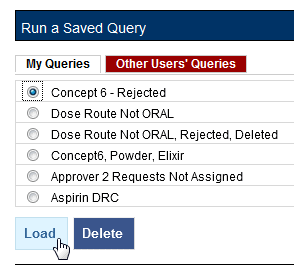 Run a Saved Query
My Queries Other Users' Queries
Concept 6 - Rejected
Dose Route Not ORAL
Dose Route Not ORAL, Rejected, Deleted
Concept6, Powder, Elixir
Approver 2 Requests Not Assigned
Aspirin DRC
Load Delete